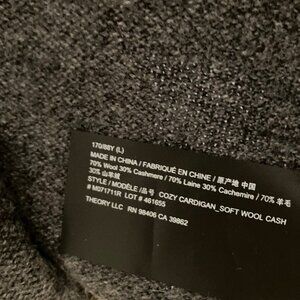 170/88Y (L)
MADE IN CHINA / FABRIQUÉ EN CHINE / 原产地 中国
70% Wool 30% Cashmere / 70% Laine 30% Cachemire / 70% 羊毛
30% 山羊绒
STYLE / MODÈLE /品号 COZY CARDIGAN_SOFT WOOL CASH
# M071711R LOT # 461655
THEORY LLC RN 98406 CA 39862